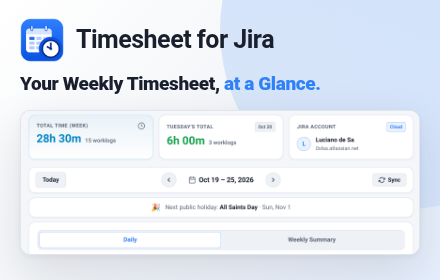 Timesheet for Jira
Your Weekly Timesheet, at a Glance.
TOTAL TIME (WEEK)
28h 30m 15 worklogs
TUESDAY'S TOTAL Oct 20
6h 00m 3 worklogs
JIRA ACCOUNT Cloud
L Luciano de Sa
Today
Oct 19 – 25, 2026
Sync
Next public holiday: All Saints Day · Sun, Nov 1
Daily
Weekly Summary